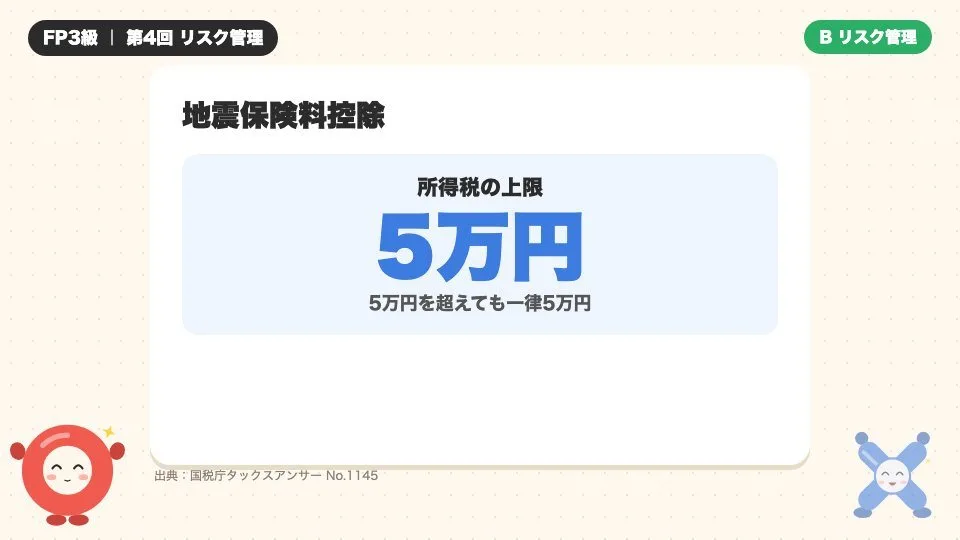 FP3級 | 第4回 リスク管理
B リスク管理
地震保険料控除
所得税の上限
5万円
5万円を超えても一律5万円
出典：国税庁タックスアンサー No.1145